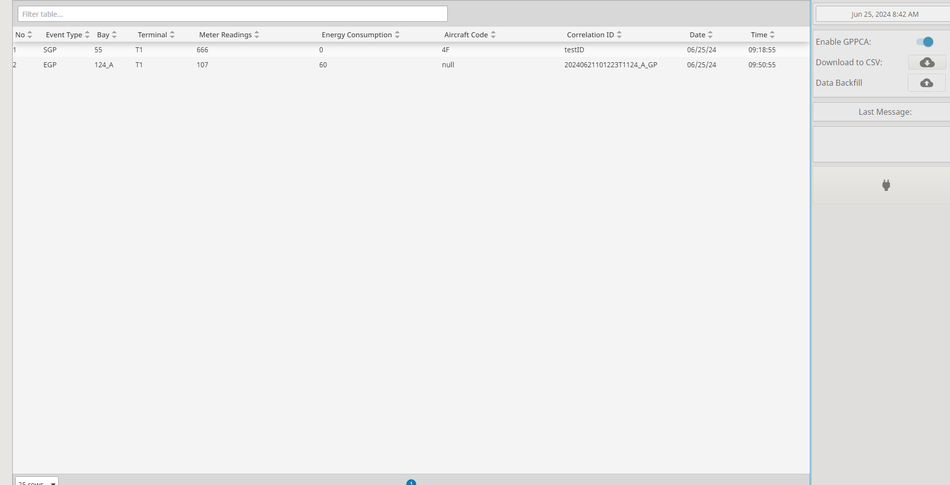 Filter table...
Jun 25, 2024 8:42 AM
No Event Type Bay Terminal Meter Readings Energy Consumption Aircraft Code Correlation ID Date Time
1 SGP 55 T1 666 0 4F testID 06/25/24 09:18:55
2 EGP 124_A T1 107 60 null 20240621101223T1124_A_GP 06/25/24 09:50:55
Enable GPPCA:
Download to CSV:
Data Backfill
Last Message:
25 rows
1